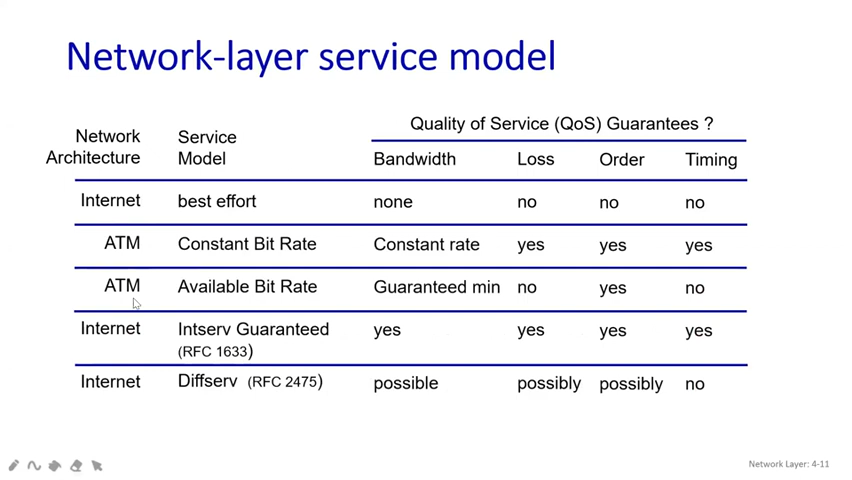 Network-layer service model
Quality of Service (QoS) Guarantees ?
Network Architecture Service Model Bandwidth Loss Order Timing
Internet best effort none no no no
ATM Constant Bit Rate Constant rate yes yes yes
ATM Available Bit Rate Guaranteed min no yes no
Internet Intserv Guaranteed (RFC 1633) yes yes yes yes
Internet Diffserv (RFC 2475) possible possibly possibly no
Network Layer: 4-11